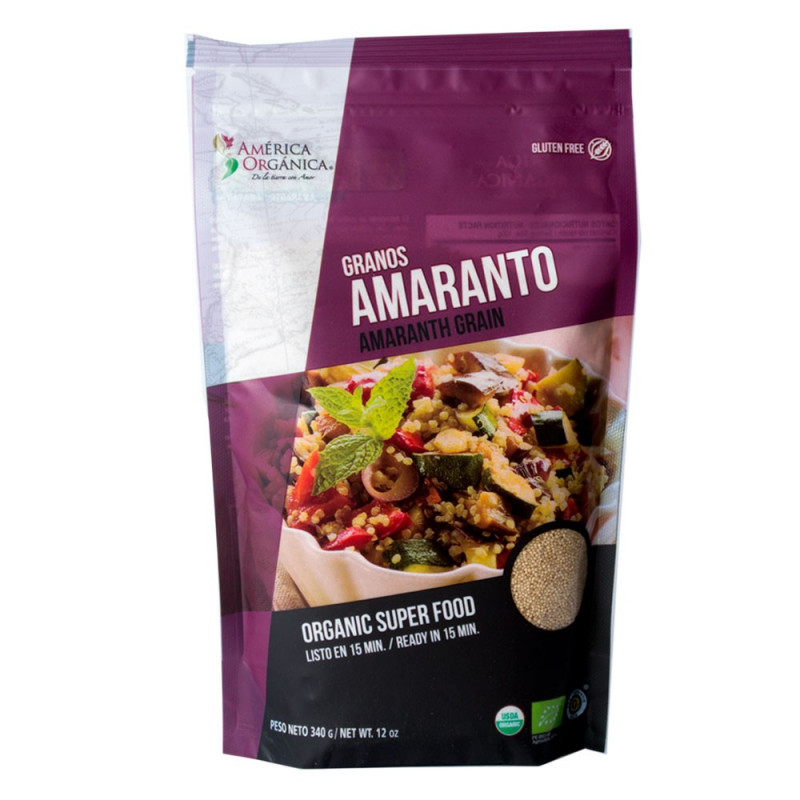 AMÉRICA
ORGÁNICA®
De la tierra con Amor
GLUTEN FREE
GRANOS
AMARANTO
AMARANTH GRAIN
ORGANIC SUPER FOOD
LISTO EN 15 MIN. / READY IN 15 MIN.
USDA
ORGANIC
PESO NETO 340 g / NET WT. 12 oz